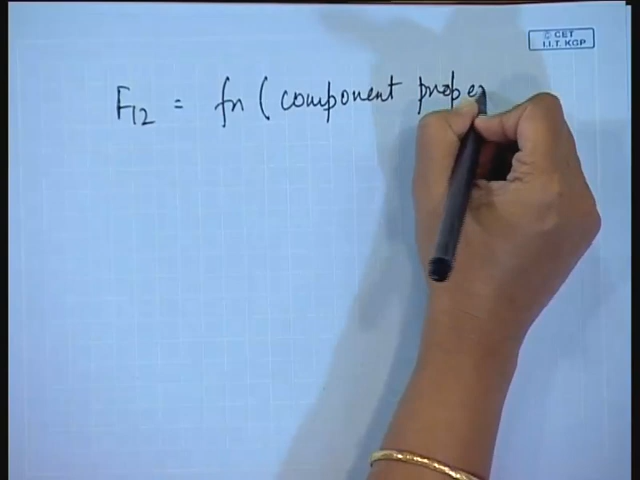 © CET
I.I.T. KGP
F12 = fn ( component prope